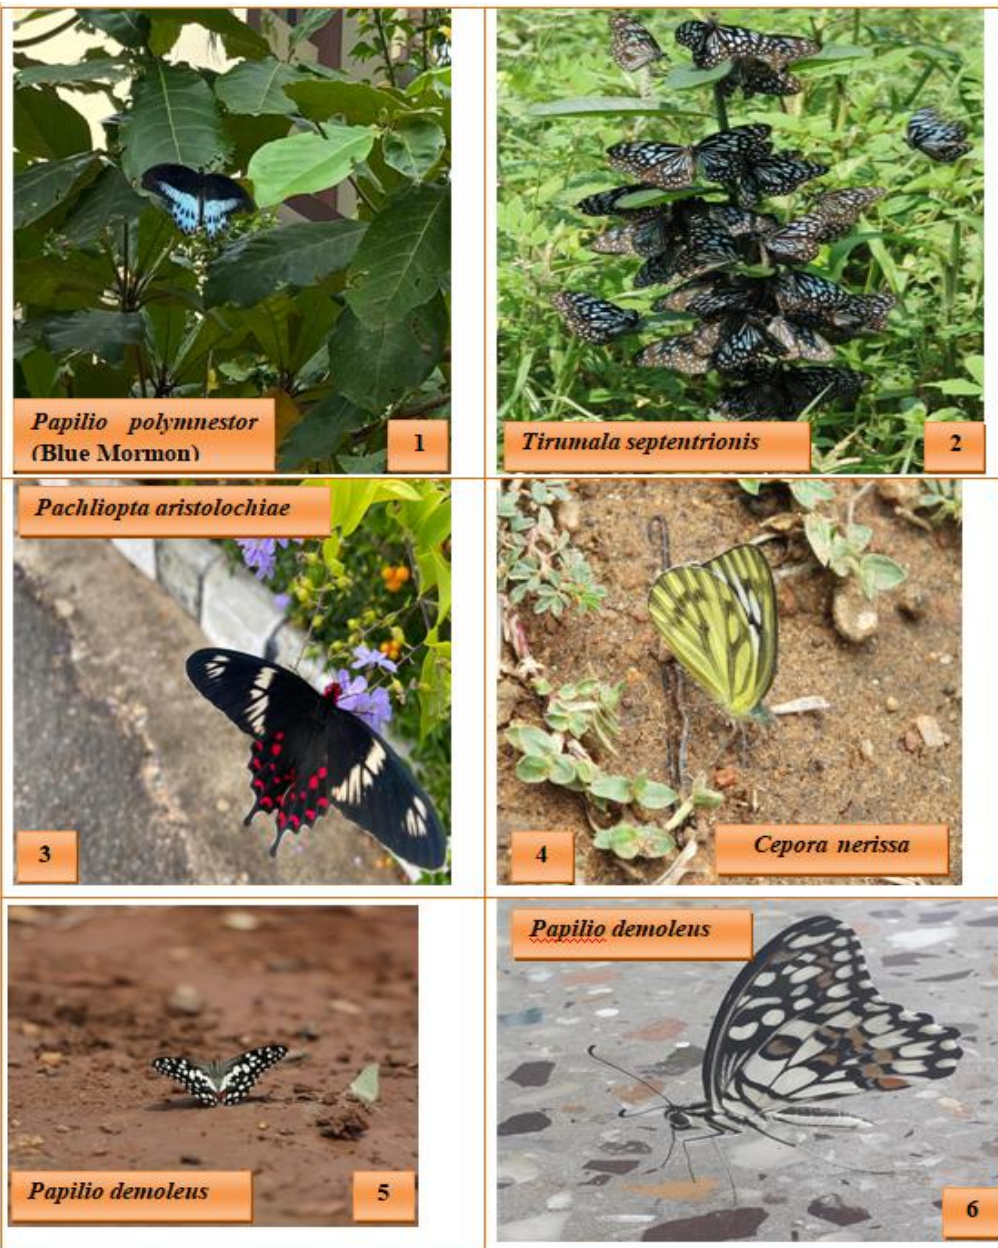 Papilio polymnestor
(Blue Mormon)
1
Tirumala septentrionis
2
Pachliopta aristolochiae
3
4
Cepora nerissa
Papilio demoleus
5
Papilio demoleus
6